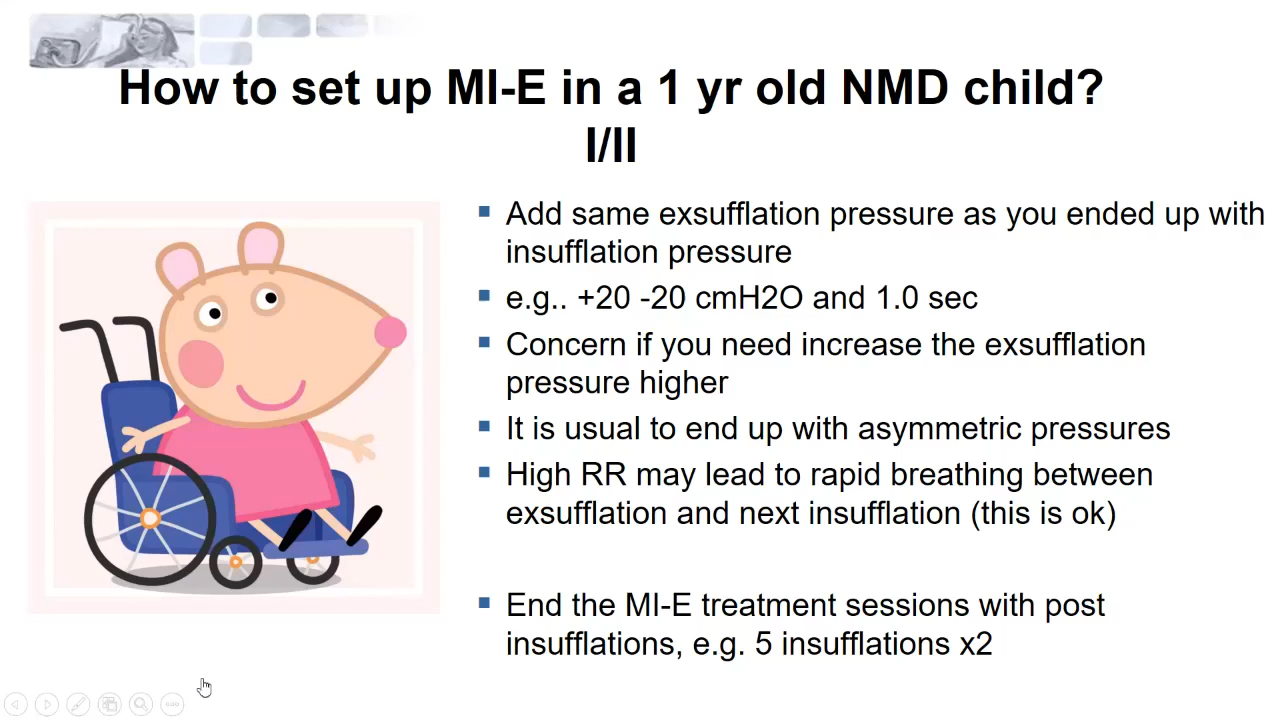 How to set up MI-E in a 1 yr old NMD child?
I/II
Add same exsufflation pressure as you ended up with
insufflation pressure
e.g.. +20 -20 cmH2O and 1.0 sec
Concern if you need increase the exsufflation
pressure higher
It is usual to end up with asymmetric pressures
High RR may lead to rapid breathing between
exsufflation and next insufflation (this is ok)
End the MI-E treatment sessions with post
insufflations, e.g. 5 insufflations x2